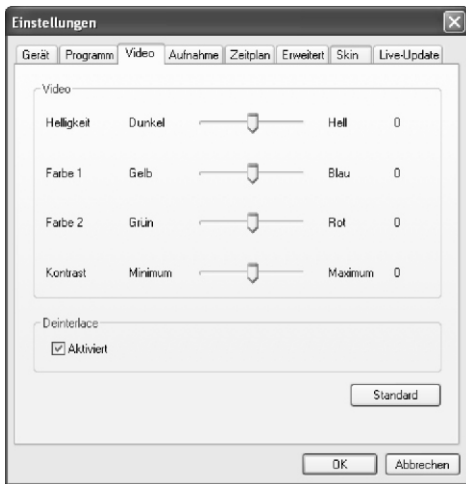 Einstellungen
Gerät Programm Video Aufnahme Zeitplan Erweitert Skin Live-Update
Video
Helligkeit Dunkel Hell 0
Farbe 1 Gelb Blau 0
Farbe 2 Grün Rot 0
Kontrast Minimum Maximum 0
Deinterlace
Aktiviert
Standard
OK Abbrechen